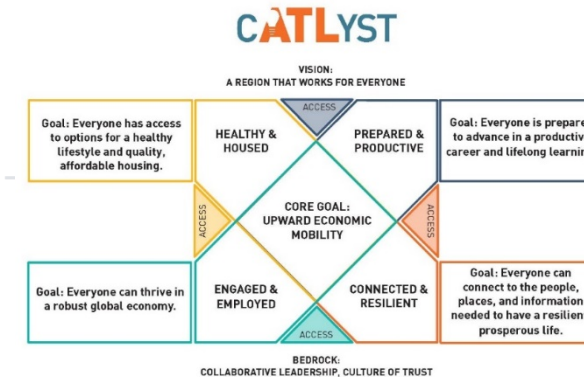 CATLYST
VISION:
A REGION THAT WORKS FOR EVERYONE
ACCESS
Goal: Everyone has access
to options for a healthy
lifestyle and quality,
affordable housing.
HEALTHY &
HOUSED
PREPARED &
PRODUCTIVE
Goal: Everyone is prepare
to advance in a productiv
career and lifelong learnin
ACCESS
CORE GOAL:
UPWARD ECONOMIC
MOBILITY
ACCESS
Goal: Everyone can thrive in
a robust global economy.
ENGAGED &
EMPLOYED
CONNECTED &
RESILIENT
Goal: Everyone can
connect to the people,
places, and information
needed to have a resilien
prosperous life.
ACCESS
BEDROCK:
COLLABORATIVE LEADERSHIP, CULTURE OF TRUST